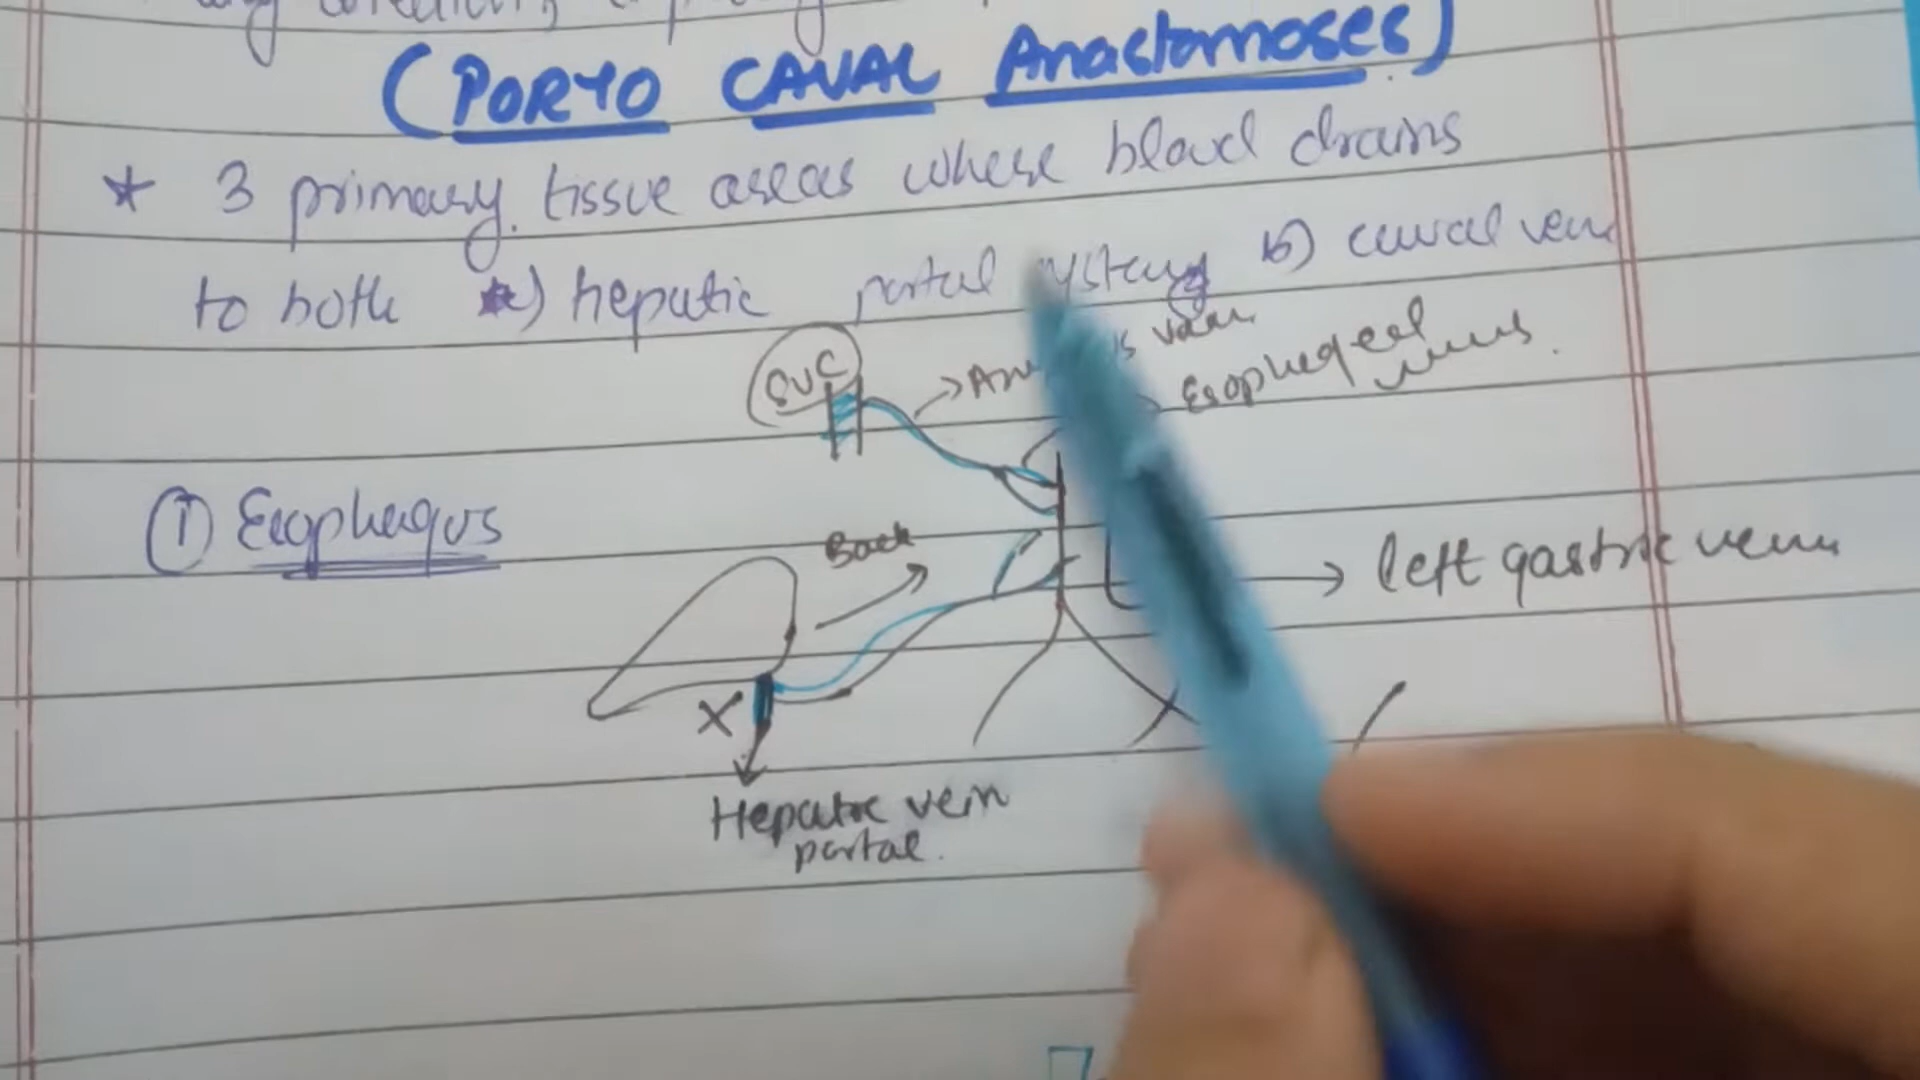 (PORTO CAVAL Anastomoses)
* 3 primary tissue areas where blood drains
to both a) hepatic portal system b) caval vein
SVC
Esophageal veins.
① Esophagus
Back
left gastric vein
X
Hepatic vein
portal.